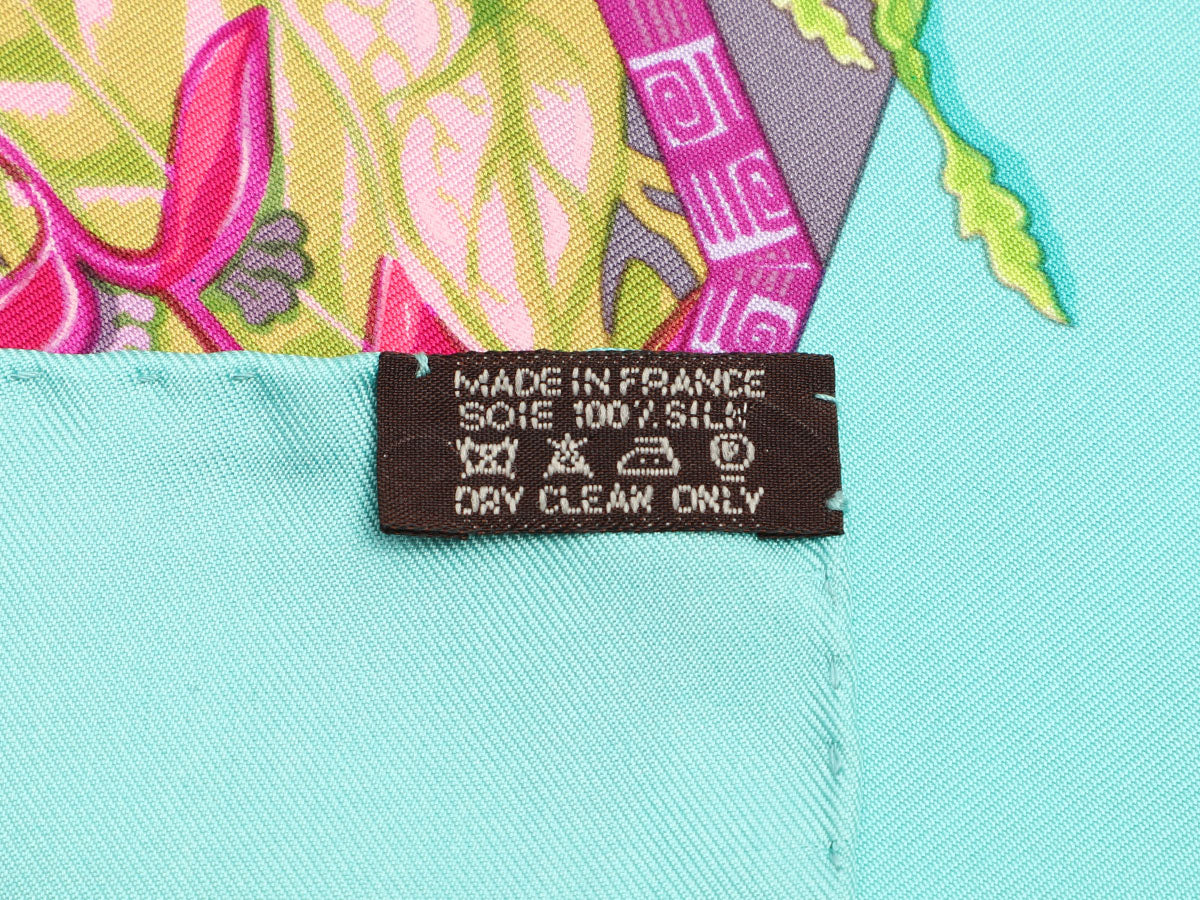 MADE IN FRANCE
SOIE 100% SILK
DRY CLEAN ONLY